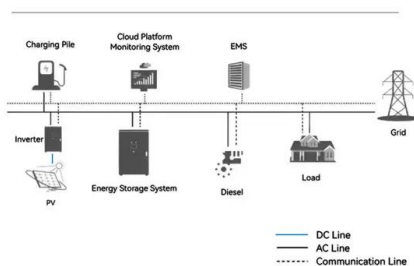 Charging Pile
Cloud Platform
Monitoring System
EMS
Grid
Inverter
PV
Energy Storage System
Diesel
Load
DC Line
AC Line
Communication Line